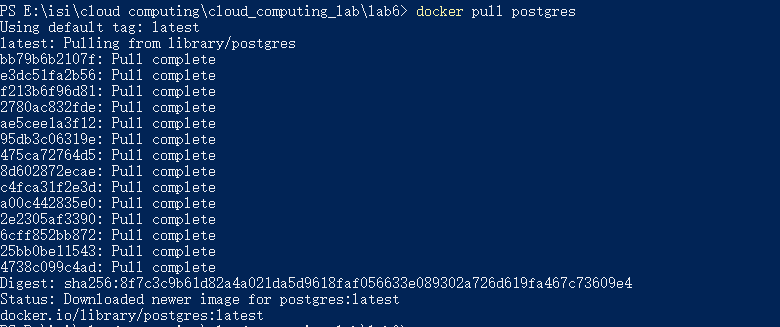 PS E:\isi\cloud computing\cloud_computing_lab\lab6> docker pull postgres
Using default tag: latest
latest: Pulling from library/postgres
bb79b6b2107f: Pull complete
e3dc51fa2b56: Pull complete
f213b6f96d81: Pull complete
2780ac832fde: Pull complete
ae5cee1a3f12: Pull complete
95db3c06319e: Pull complete
475ca72764d5: Pull complete
8d602872ecae: Pull complete
c4fca31f2e3d: Pull complete
a00c442835e0: Pull complete
2e2305af3390: Pull complete
6cff852bb872: Pull complete
25bb0be11543: Pull complete
4738c099c4ad: Pull complete
Digest: sha256:8f7c3c9b61d82a4a021da5d9618faf056633e089302a726d619fa467c73609e4
Status: Downloaded newer image for postgres:latest
docker.io/library/postgres:latest